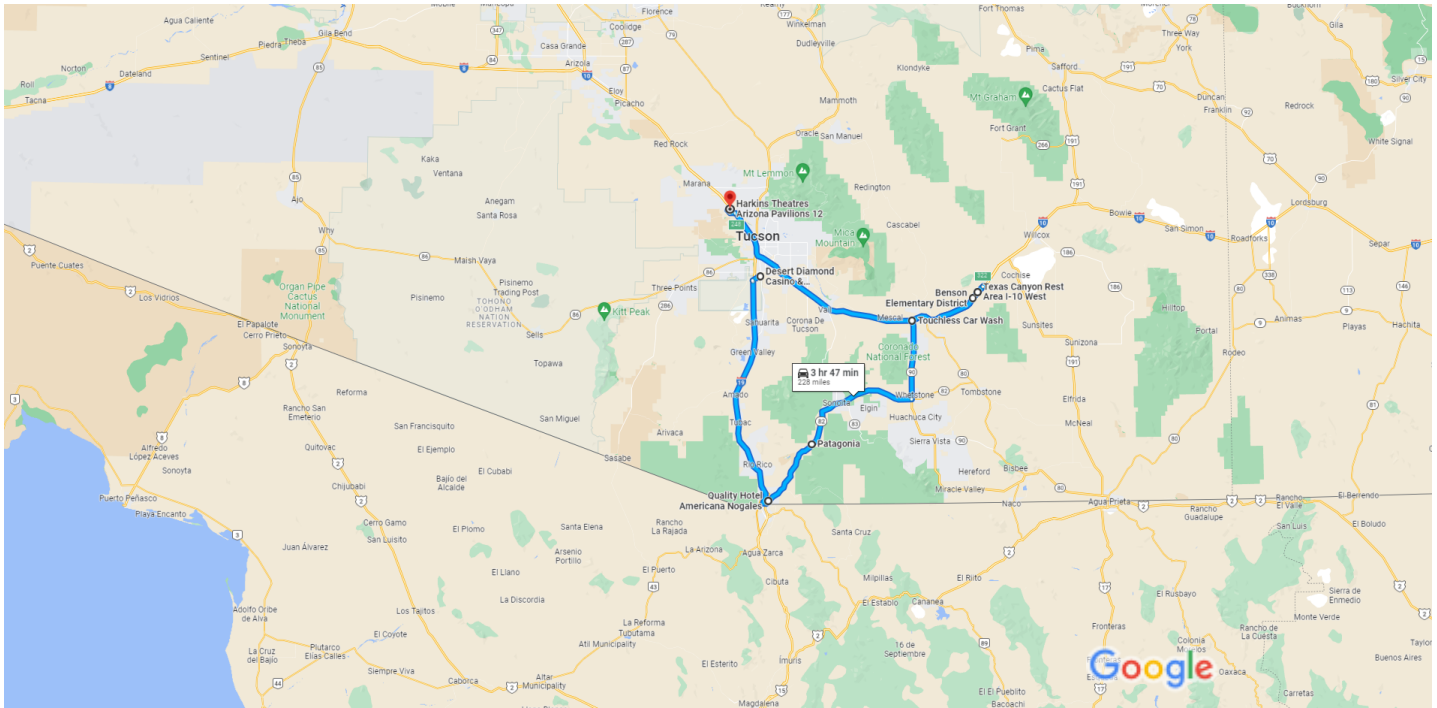 Agua Caliente
Gila Bend
Sentinel
Piedra
Theba
Norton
Dateland
Roll
Tacna
Florence
Coolidge
Casa Grande
Arizola
Eloy
Picacho
Red Rock
Marana
Winkelman
Dudleyville
Mammoth
Oracle
San Manuel
Mt Lemmon
Redington
Cascabel
Mica
Mountain
Klondyke
Fort Thomas
Pima
Safford
Cactus Flat
Mt Graham
Fort Grant
Three Way
York
Duncan
Franklin
Gila
Silver City
Redrock
White Signal
Lordsburg
Bowie
San Simon
Roadforks
Separ
Willcox
Cochise
Kaka
Ventana
Anegam
Santa Rosa
Ajo
Why
Maish Vaya
Pisinemo
Trading Post
Pisinemo
TOHONO
O'ODHAM
NATION
RESERVATION
Sells
Topawa
San Miguel
Kitt Peak
Three Points
Organ Pipe
Cactus
National
Monument
Puente Cuates
Los Vidrios
El Papalote
Cerro Prieto
Sonoyta
Harkins Theatres
Arizona Pavilions 12
Tucson
Desert Diamond
Casino &...
Texas Canyon Rest
Area I-10 West
Benson
Elementary District
Touchless Car Wash
Vail
Mescal
Corona De
Tucson
Sahuarita
Green Valley
Coronado
National Forest
3 hr 47 min
228 miles
Amado
Tubac
Arivaca
Sasabe
Rio Rico
Sonoita
Elgin
Whetstone
Huachuca City
Tombstone
Patagonia
Sierra Vista
Hereford
Bisbee
Miracle Valley
Naco
Quality Hotel
Americana Nogales
Sunsites
Sunizona
Elfrida
McNeal
Hilltop
Portal
Rodeo
Animas
Playas
Hachita
Agua Prieta
Rancho
Guadalupe
Rancho
El Valle
San Luis
El Berrendo
El Boludo
Reforma
Rancho San
Emeterio
Quitovac
San Francisquito
El Ejemplo
El Cubabi
Bajío del
Alcalde
Chijubabi
Alfredo
López Aceves
Sonoyta
Puerto Peñasco
Playa Encanto
Cerro Gamo
San Luisito
Juan Álvarez
El Plomo
Santa Elena
Arsenio
Portillo
El Llano
La Discordia
Rancho
La Rajada
La Arizona
El Puerto
Agua Zarca
Cibuta
Santa Cruz
Milpillas
El Riito
El Establo
Cananea
El Rusbayo
Fronteras
Sierra de
Enmedio
Monte Verde
Rancho de
La Cuesta
Colonia
Taylor
Buenos Aires
Oaxaca
Carretas
Adolfo Oribe
de Alva
Los Tajitos
El Coyote
La Cruz
del Bajío
Plutarco
Elías Calles
Siempre Viva
Caborca
La Reforma
Tubutama
Atil Municipality
El Esterito
Altar
Municipality
Ímuris
Magdalena
16 de
Septiembre
El El Pueblito
Bacoachi
Google